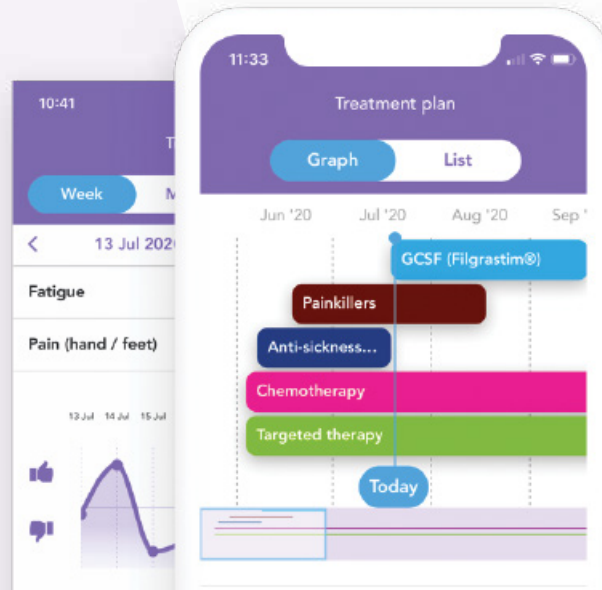 10:41
Week
13 Jul
Fatigue
Pain (hand / feet)
13 Jul 14 Jul 15 Jul
11:33
Treatment plan
Graph List
Jun '20 Jul '20 Aug '20 Sep '
GCSF (Filgrastim®)
Painkillers
Anti-sickness...
Chemotherapy
Targeted therapy
Today